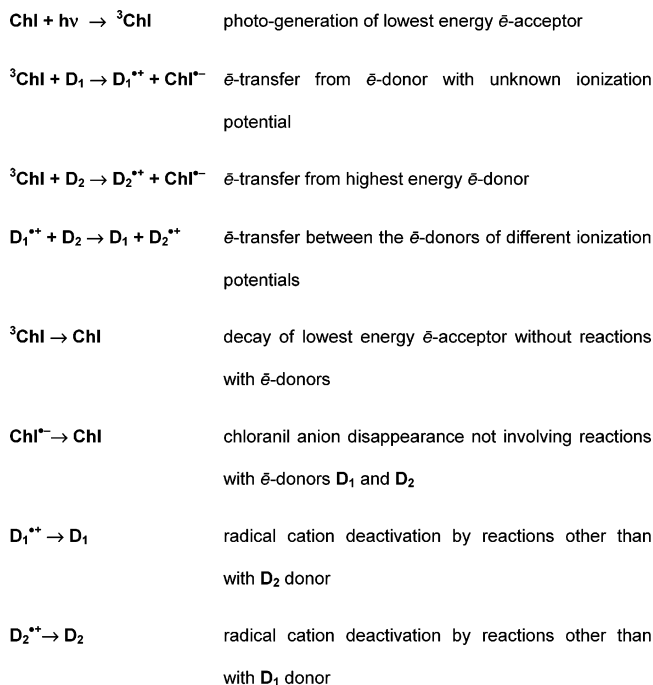 Chl + hν → ³Chl photo-generation of lowest energy ē-acceptor
³Chl + D₁ → D₁•⁺ + Chl•⁻ ē-transfer from ē-donor with unknown ionization
potential
³Chl + D₂ → D₂•⁺ + Chl•⁻ ē-transfer from highest energy ē-donor
D₁•⁺ + D₂ → D₁ + D₂•⁺ ē-transfer between the ē-donors of different ionization
potentials
³Chl → Chl decay of lowest energy ē-acceptor without reactions
with ē-donors
Chl•⁻ → Chl chloranil anion disappearance not involving reactions
with ē-donors D₁ and D₂
D₁•⁺ → D₁ radical cation deactivation by reactions other than
with D₂ donor
D₂•⁺ → D₂ radical cation deactivation by reactions other than
with D₁ donor